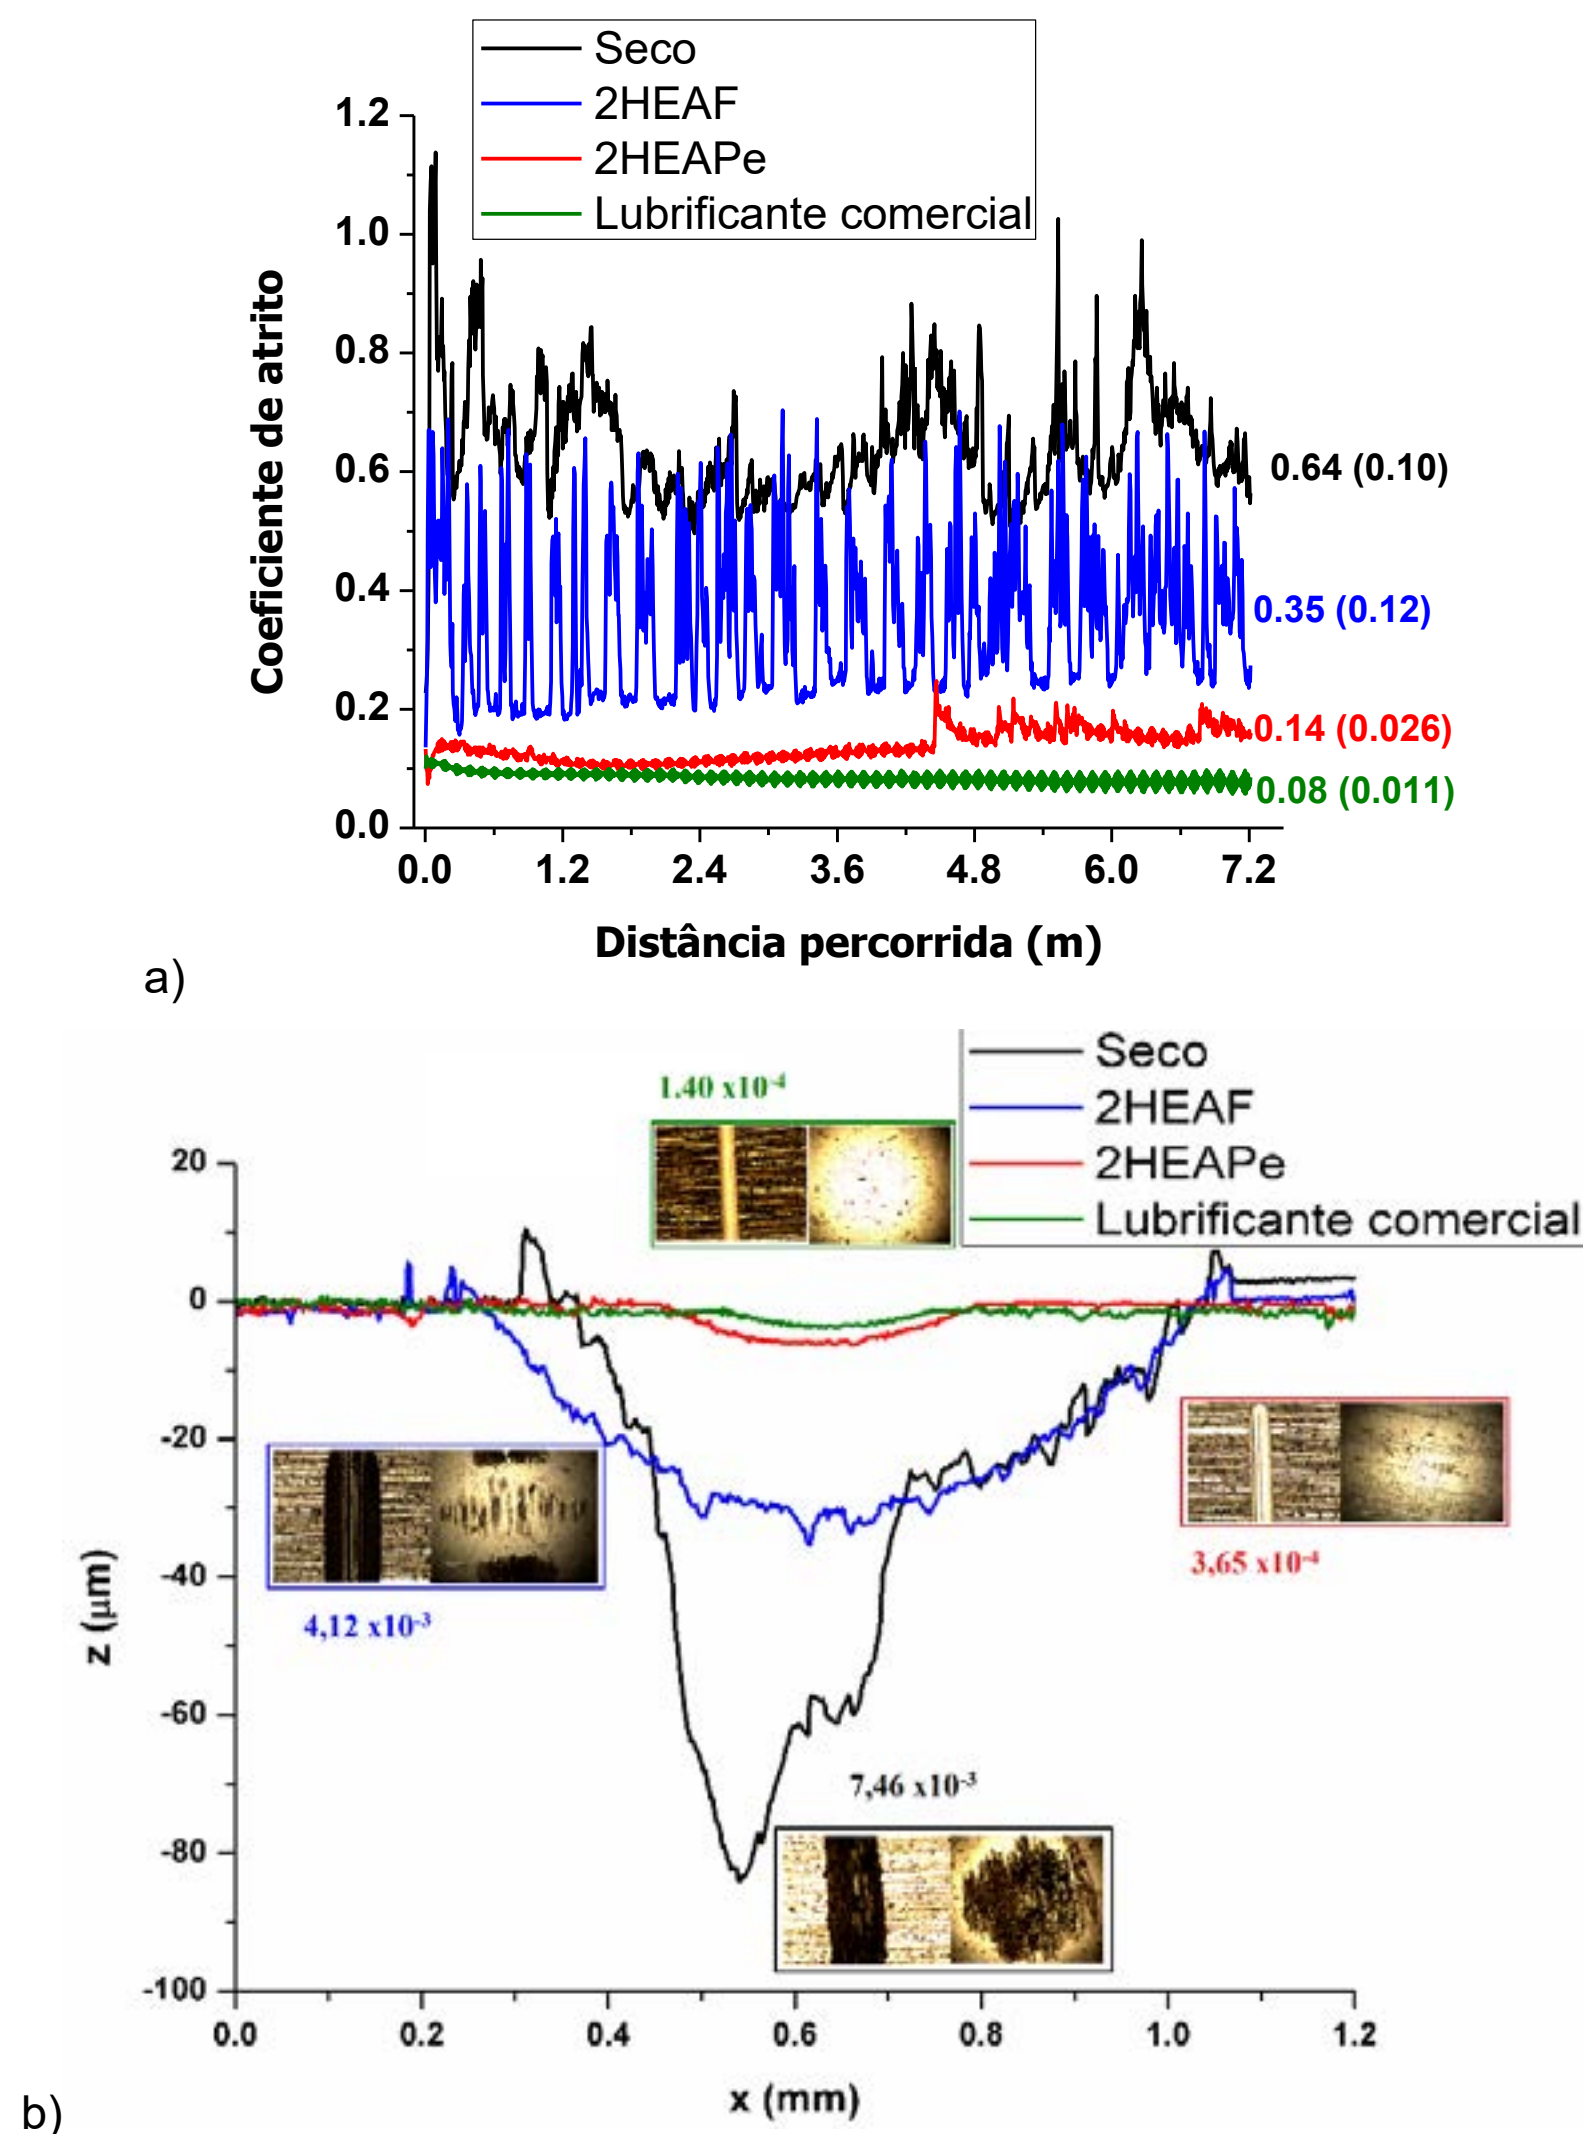 Seco
2HEAF
2HEAPe
Lubrificante comercial
1.2
1.0
0.8
0.6
0.4
0.2
0.0
Coeficiente de atrito
0.64 (0.10)
0.35 (0.12)
0.14 (0.026)
0.08 (0.011)
0.0 1.2 2.4 3.6 4.8 6.0 7.2
Distância percorrida (m)
a)
Seco
2HEAF
2HEAPe
Lubrificante comercial
1.40 x10⁻⁴
20
0
-20
-40
-60
-80
-100
z (µm)
4,12 x10⁻³
3,65 x10⁻⁴
7,46 x10⁻³
0.0 0.2 0.4 0.6 0.8 1.0 1.2
x (mm)
b)